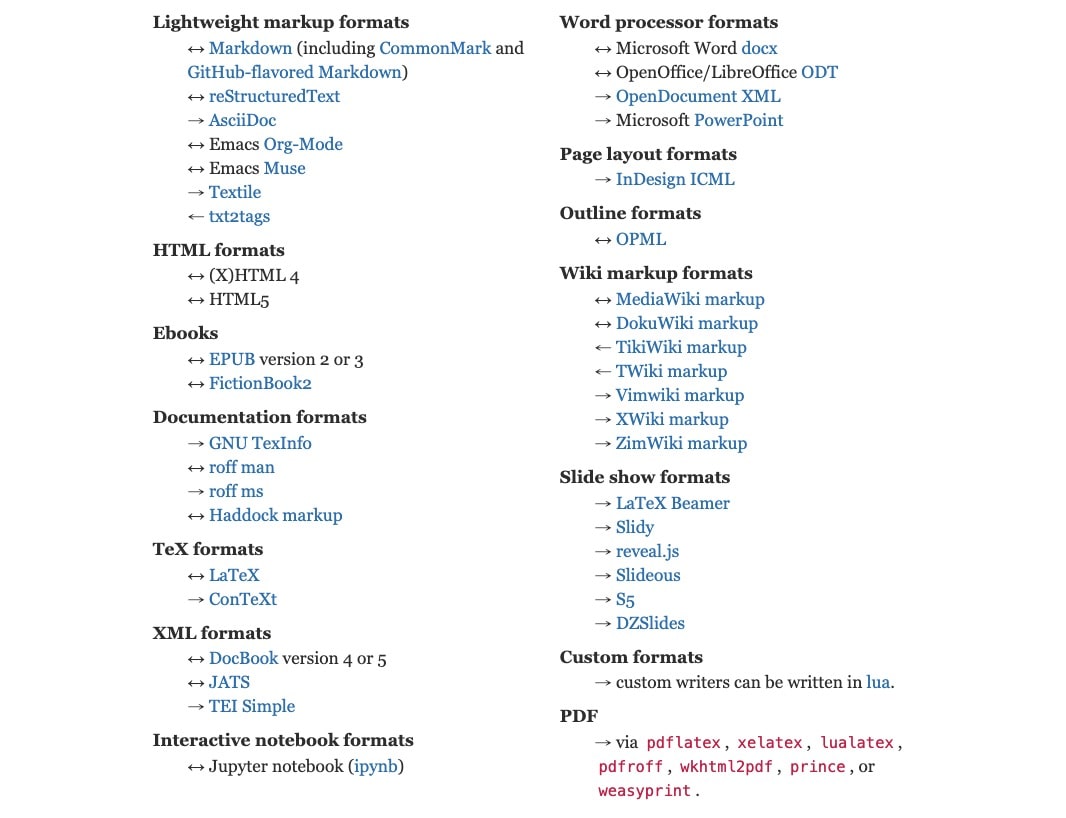 Lightweight markup formats
↔ Markdown (including CommonMark and
GitHub-flavored Markdown)
↔ reStructuredText
→ AsciiDoc
↔ Emacs Org-Mode
↔ Emacs Muse
→ Textile
← txt2tags
HTML formats
↔ (X)HTML 4
↔ HTML5
Ebooks
↔ EPUB version 2 or 3
↔ FictionBook2
Documentation formats
→ GNU TexInfo
↔ roff man
→ roff ms
↔ Haddock markup
TeX formats
↔ LaTeX
→ ConTeXt
XML formats
↔ DocBook version 4 or 5
↔ JATS
→ TEI Simple
Interactive notebook formats
↔ Jupyter notebook (ipynb)
Word processor formats
↔ Microsoft Word docx
↔ OpenOffice/LibreOffice ODT
→ OpenDocument XML
→ Microsoft PowerPoint
Page layout formats
→ InDesign ICML
Outline formats
↔ OPML
Wiki markup formats
↔ MediaWiki markup
↔ DokuWiki markup
← TikiWiki markup
← TWiki markup
→ Vimwiki markup
→ XWiki markup
→ ZimWiki markup
Slide show formats
→ LaTeX Beamer
→ Slidy
→ reveal.js
→ Slideous
→ S5
→ DZSlides
Custom formats
→ custom writers can be written in lua.
PDF
→ via pdflatex, xelatex, lualatex,
pdfroff, wkhtml2pdf, prince, or
weasyprint.